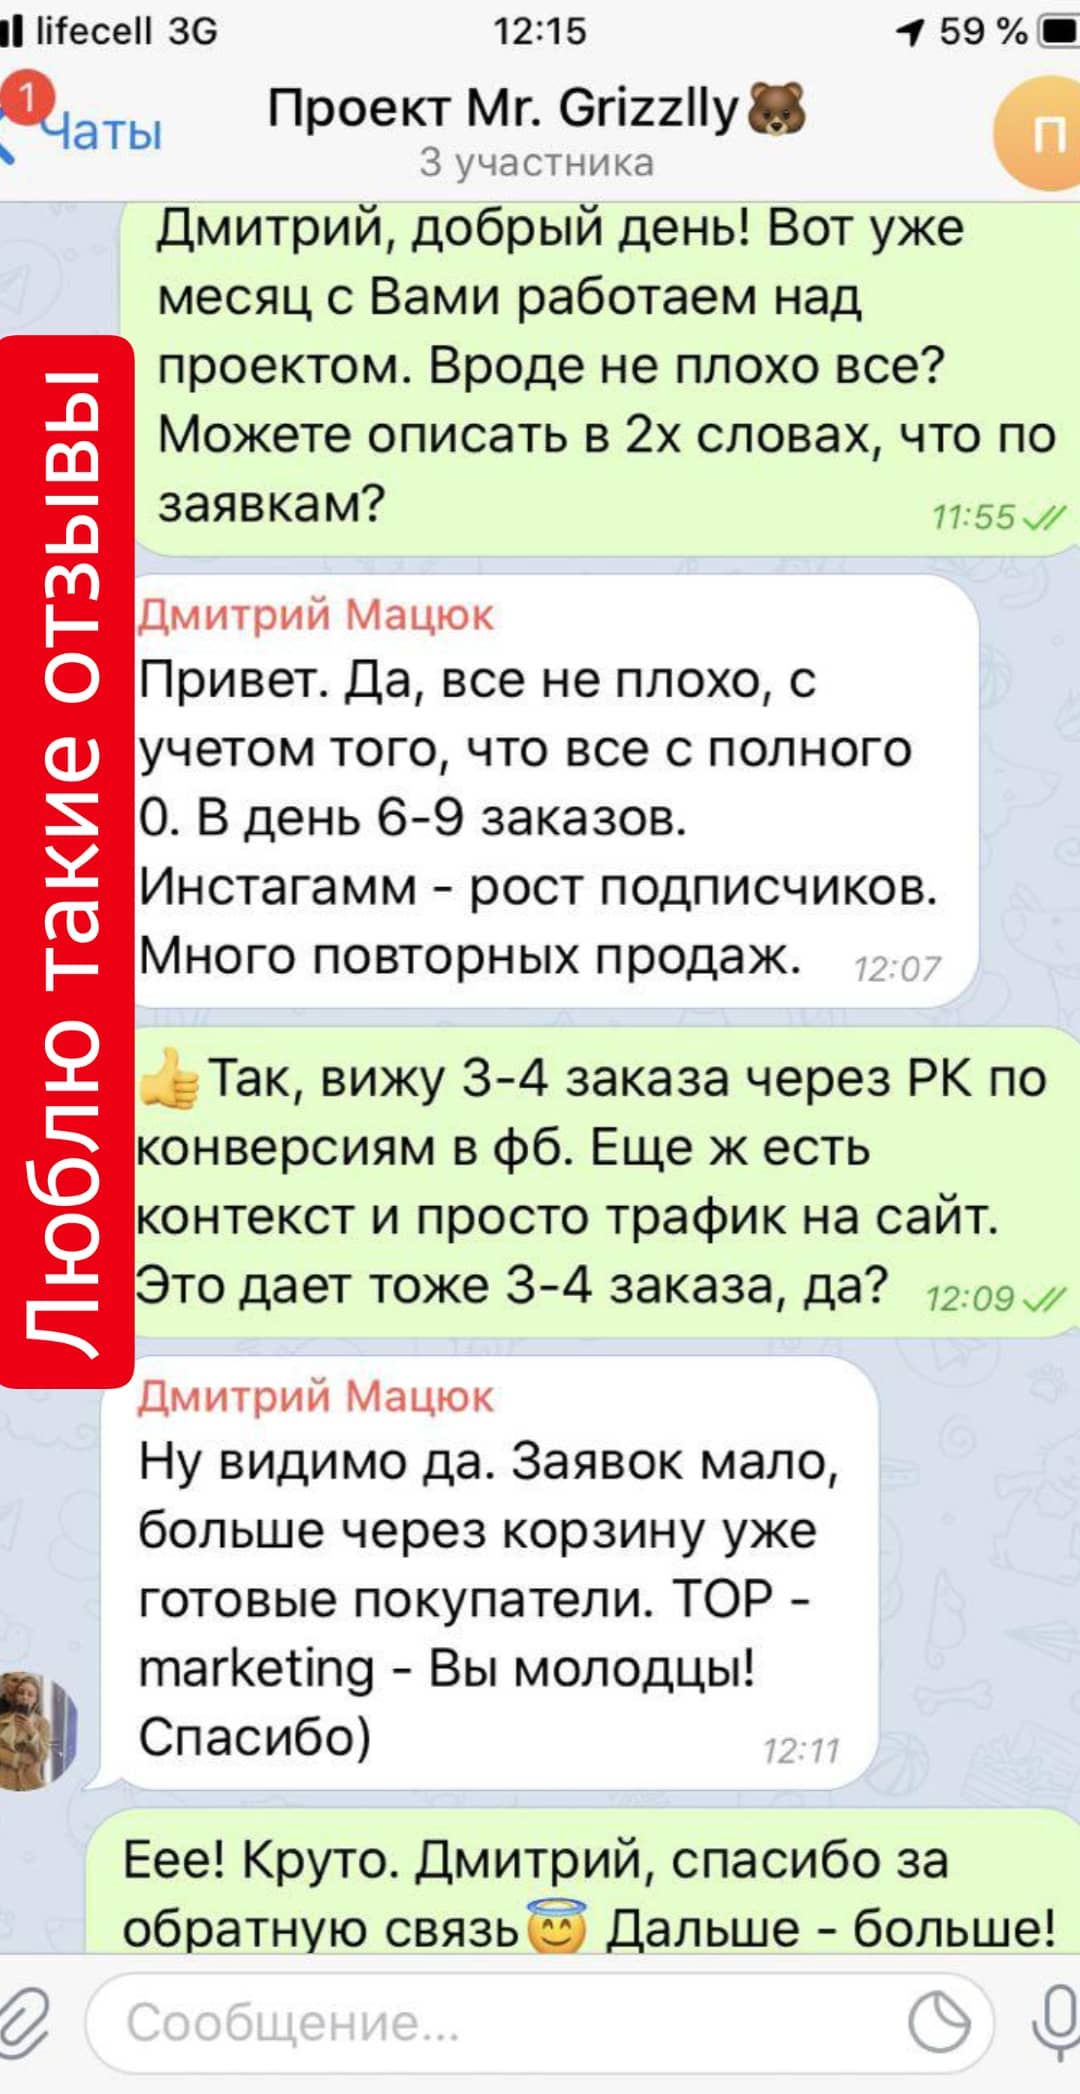 lifecell 3G 12:15 59 %
1
Чаты
Проект Mr. Grizzlly🐻
3 участника
П
Дмитрий, добрый день! Вот уже
месяц с Вами работаем над
проектом. Вроде не плохо все?
Можете описать в 2х словах, что по
заявкам?
11:55
Люблю такие отзывы
Дмитрий Мацюк
Привет. Да, все не плохо, с
учетом того, что все с полного
0. В день 6-9 заказов.
Инстагамм - рост подписчиков.
Много повторных продаж.
12:07
👍Так, вижу 3-4 заказа через РК по
конверсиям в фб. Еще ж есть
контекст и просто трафик на сайт.
Это дает тоже 3-4 заказа, да?
12:09
Дмитрий Мацюк
Ну видимо да. Заявок мало,
больше через корзину уже
готовые покупатели. TOP -
marketing - Вы молодцы!
Спасибо)
12:11
Еее! Круто. Дмитрий, спасибо за
обратную связь😇 Дальше - больше!
Сообщение...